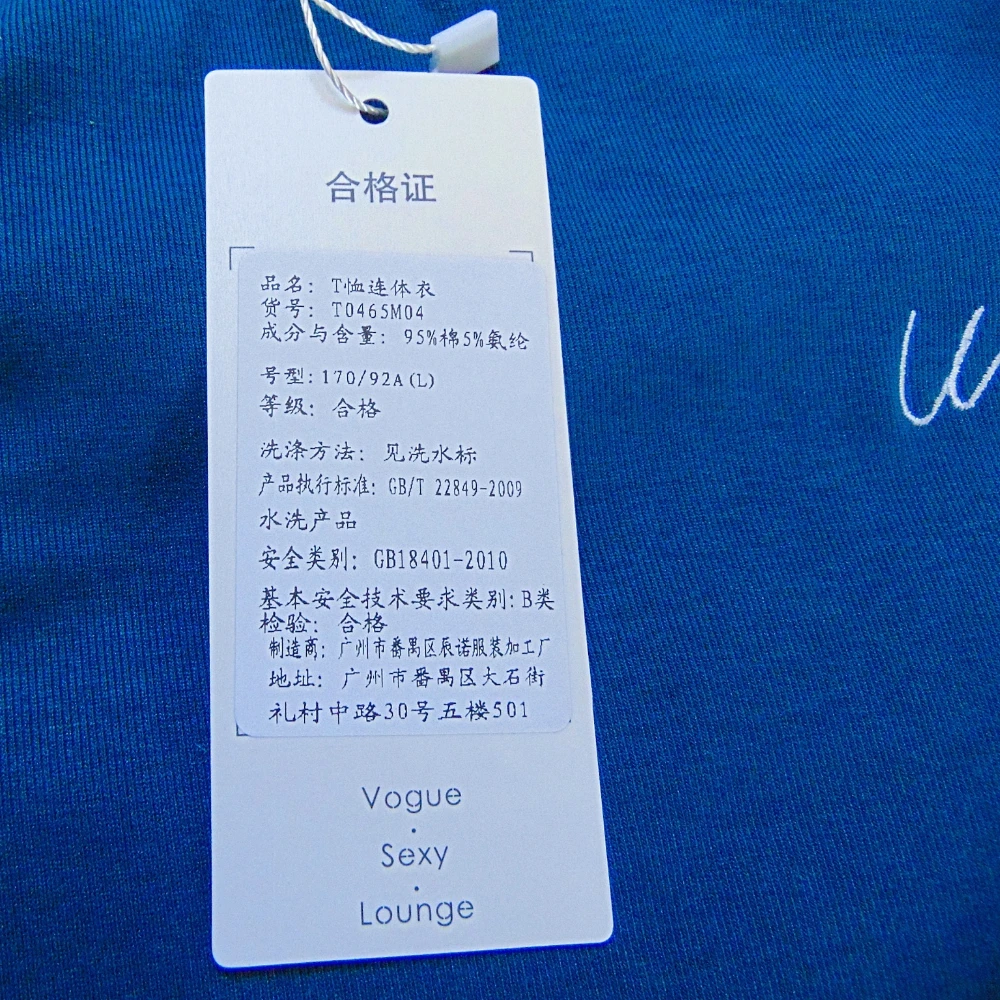 合格证
品名: T恤连体衣
货号: T0465M04
成分与含量: 95%棉5%氨纶
号型: 170/92A(L)
等级: 合格
洗涤方法: 见洗水标
产品执行标准: GB/T 22849-2009
水洗产品
安全类别: GB18401-2010
基本安全技术要求类别: B类
检验: 合格
制造商: 广州市番禺区辰诺服装加工厂
地址: 广州市番禺区大石街
礼村中路30号五楼501
Vogue
·
Sexy
·
Lounge